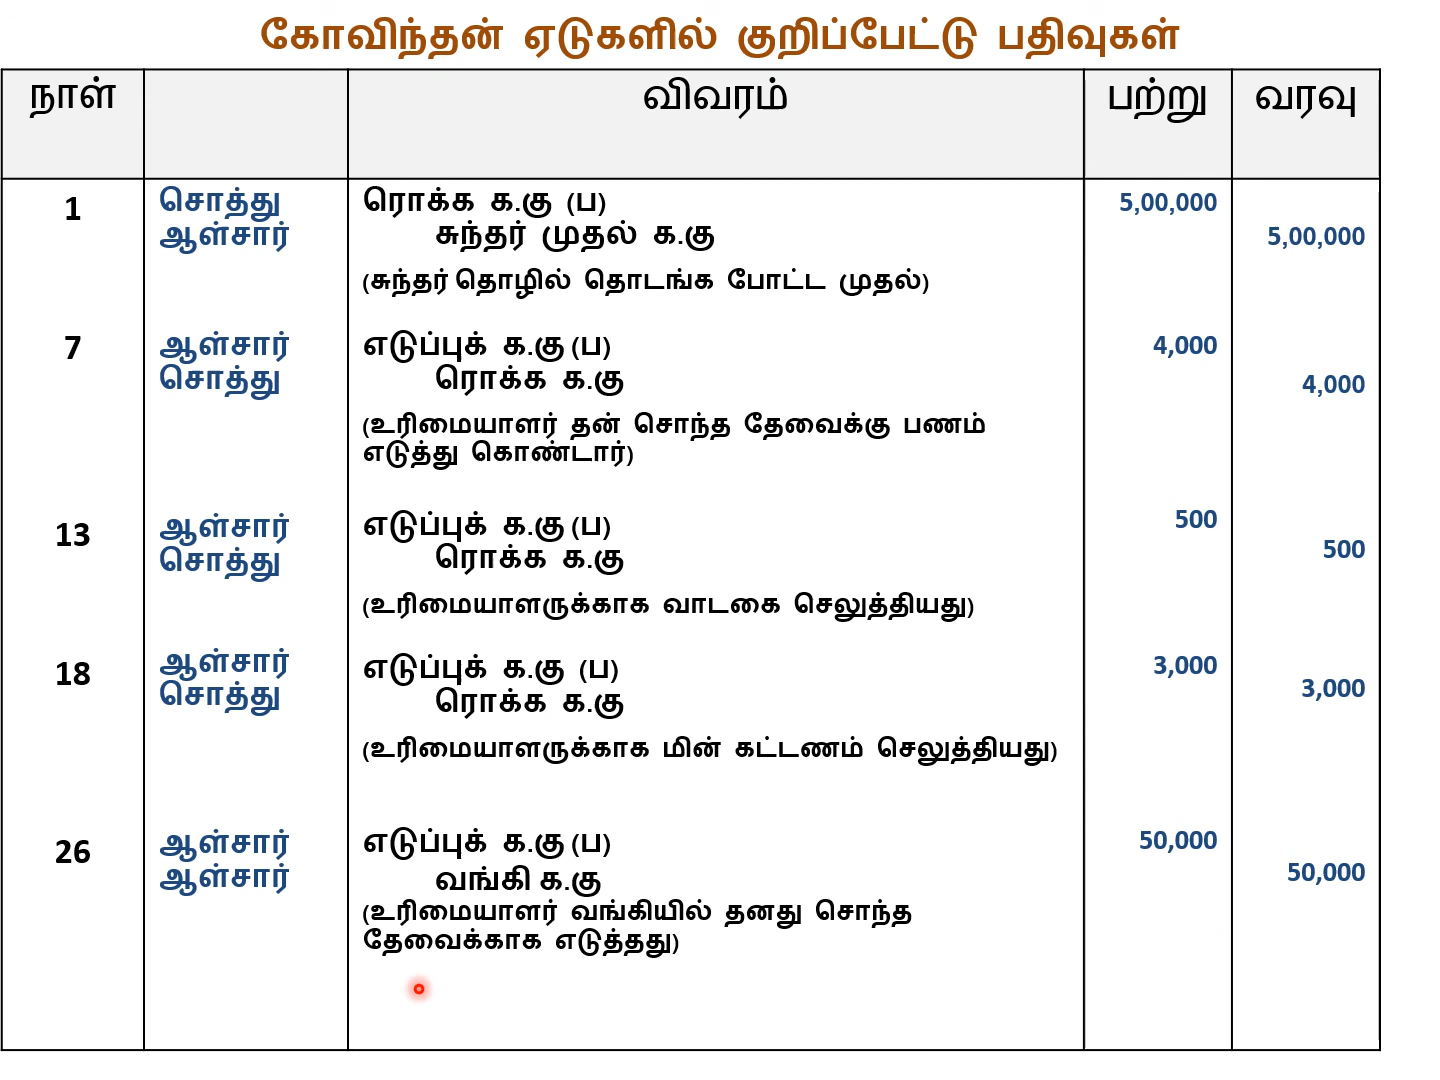 கோவிந்தன் ஏடுகளில் குறிப்பேட்டு பதிவுகள்
நாள் விவரம் பற்று வரவு
1 சொத்து ரொக்க க.கு (ப) 5,00,000
ஆள்சார் சுந்தர் முதல் க.கு 5,00,000
(சுந்தர் தொழில் தொடங்க போட்ட முதல்)
7 ஆள்சார் எடுப்புக் க.கு (ப) 4,000
சொத்து ரொக்க க.கு 4,000
(உரிமையாளர் தன் சொந்த தேவைக்கு பணம்
எடுத்து கொண்டார்)
13 ஆள்சார் எடுப்புக் க.கு (ப) 500
சொத்து ரொக்க க.கு 500
(உரிமையாளருக்காக வாடகை செலுத்தியது)
18 ஆள்சார் எடுப்புக் க.கு (ப) 3,000
சொத்து ரொக்க க.கு 3,000
(உரிமையாளருக்காக மின் கட்டணம் செலுத்தியது)
26 ஆள்சார் எடுப்புக் க.கு (ப) 50,000
ஆள்சார் வங்கி க.கு 50,000
(உரிமையாளர் வங்கியில் தனது சொந்த
தேவைக்காக எடுத்தது)